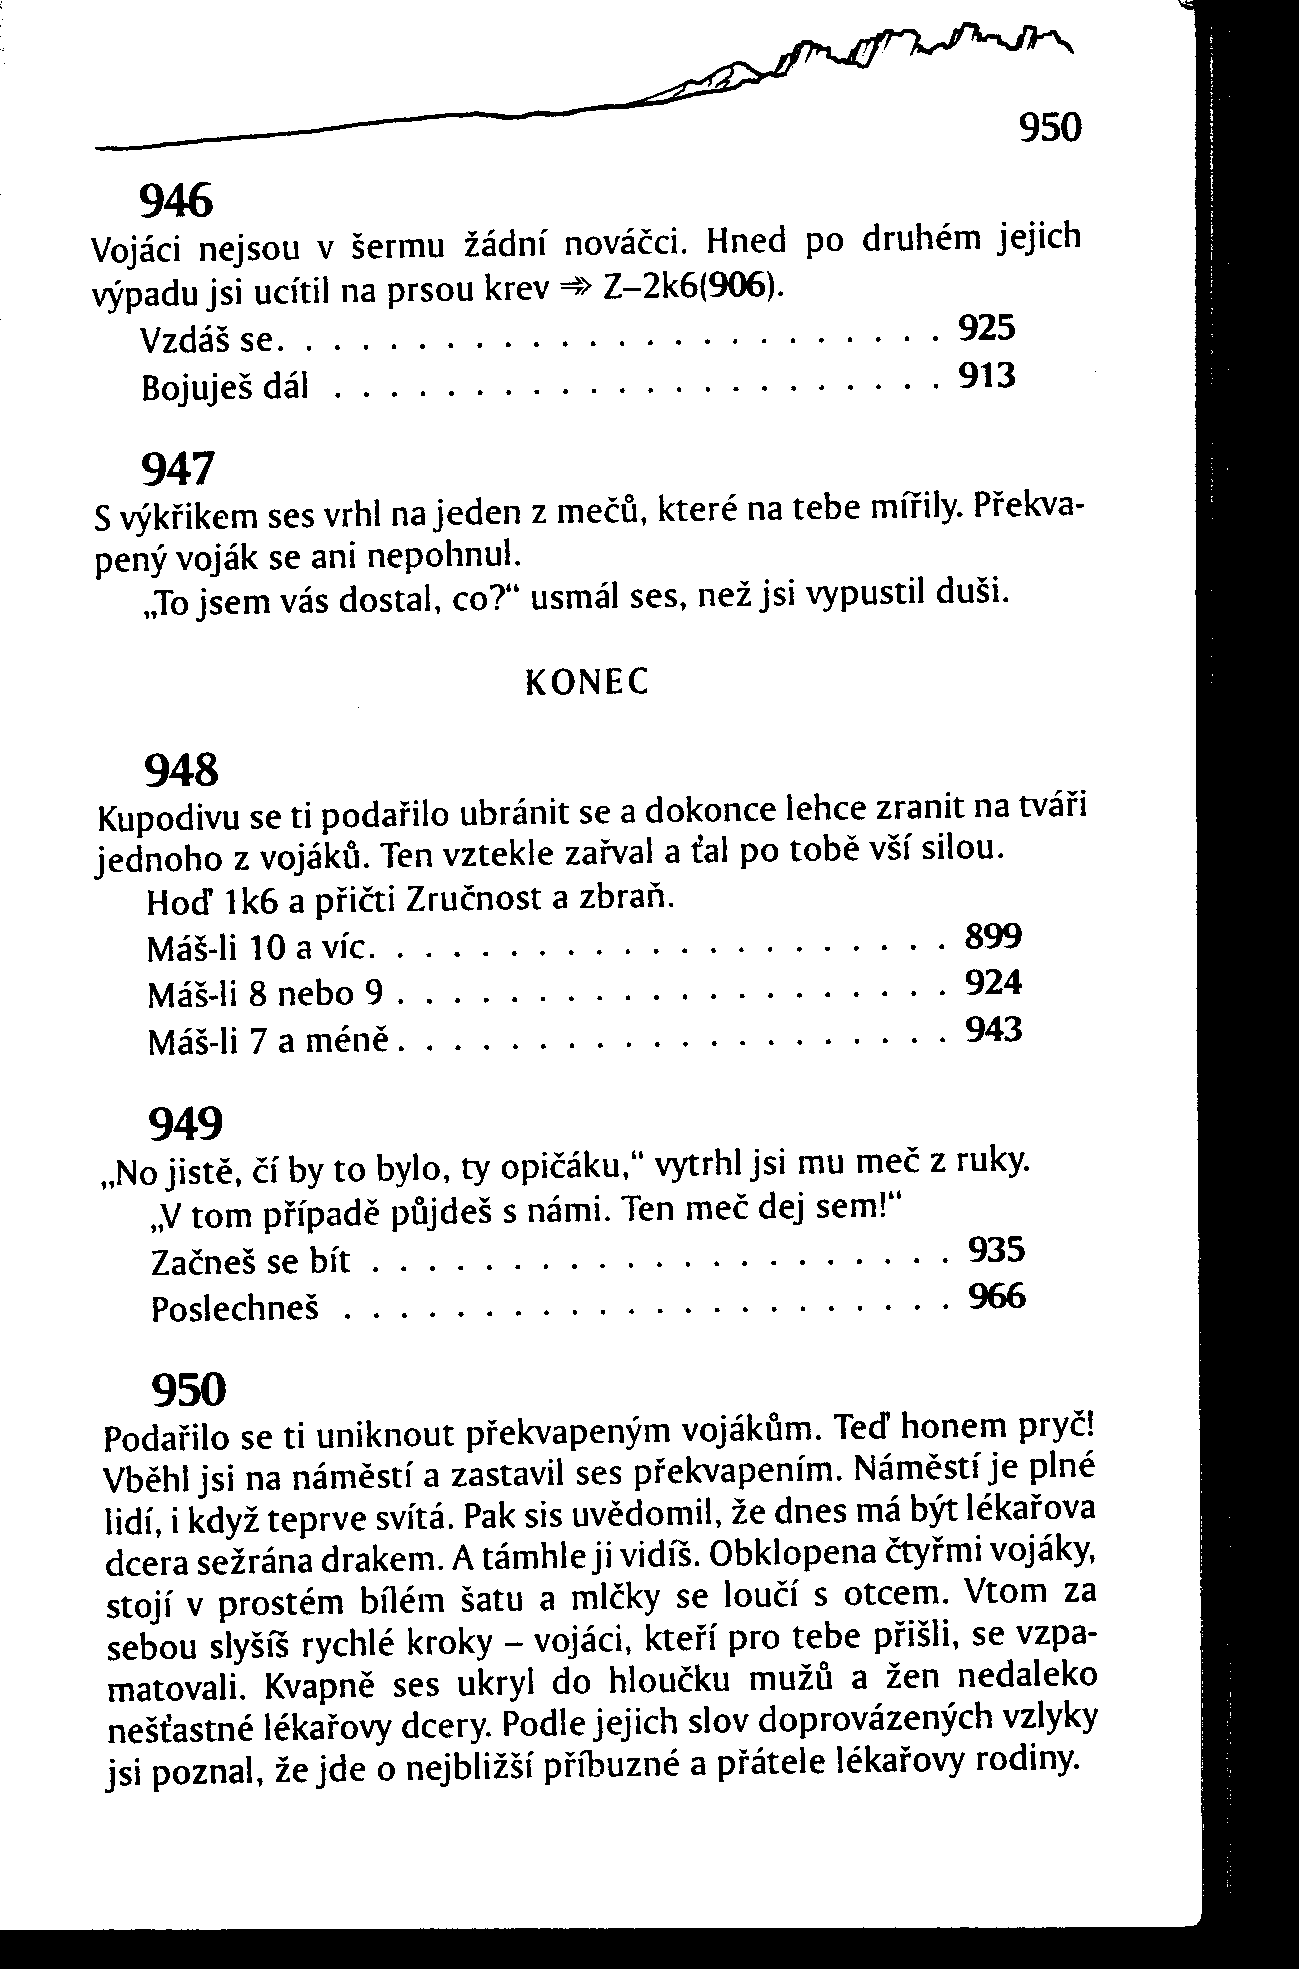 950
946
Vojáci nejsou v šermu žádní nováčci. Hned po druhém jejich
výpadu jsi ucítil na prsou krev ⇒ Z–2k6(906).
Vzdáš se. . . . . . . . . . . . . . . . . . . . . . . . 925
Bojuješ dál . . . . . . . . . . . . . . . . . . . . . . 913
947
S výkřikem ses vrhl na jeden z mečů, které na tebe mířily. Překva-
pený voják se ani nepohnul.
„To jsem vás dostal, co?“ usmál ses, než jsi vypustil duši.
KONEC
948
Kupodivu se ti podařilo ubránit se a dokonce lehce zranit na tváři
jednoho z vojáků. Ten vztekle zařval a ťal po tobě vší silou.
Hoď 1k6 a přičti Zručnost a zbraň.
Máš-li 10 a víc. . . . . . . . . . . . . . . . . . . . . 899
Máš-li 8 nebo 9 . . . . . . . . . . . . . . . . . . . . 924
Máš-li 7 a méně. . . . . . . . . . . . . . . . . . . . 943
949
„No jistě, čí by to bylo, ty opičáku,“ vytrhl jsi mu meč z ruky.
„V tom případě půjdeš s námi. Ten meč dej sem!“
Začneš se bít . . . . . . . . . . . . . . . . . . . . . 935
Poslechneš . . . . . . . . . . . . . . . . . . . . . . 966
950
Podařilo se ti uniknout překvapeným vojákům. Teď honem pryč!
Vběhl jsi na náměstí a zastavil ses překvapením. Náměstí je plné
lidí, i když teprve svítá. Pak sis uvědomil, že dnes má být lékařova
dcera sežrána drakem. A támhle ji vidíš. Obklopena čtyřmi vojáky,
stojí v prostém bílém šatu a mlčky se loučí s otcem. Vtom za
sebou slyšíš rychlé kroky – vojáci, kteří pro tebe přišli, se vzpa-
matovali. Kvapně ses ukryl do hloučku mužů a žen nedaleko
nešťastné lékařovy dcery. Podle jejich slov doprovázených vzlyky
jsi poznal, že jde o nejbližší příbuzné a přátele lékařovy rodiny.